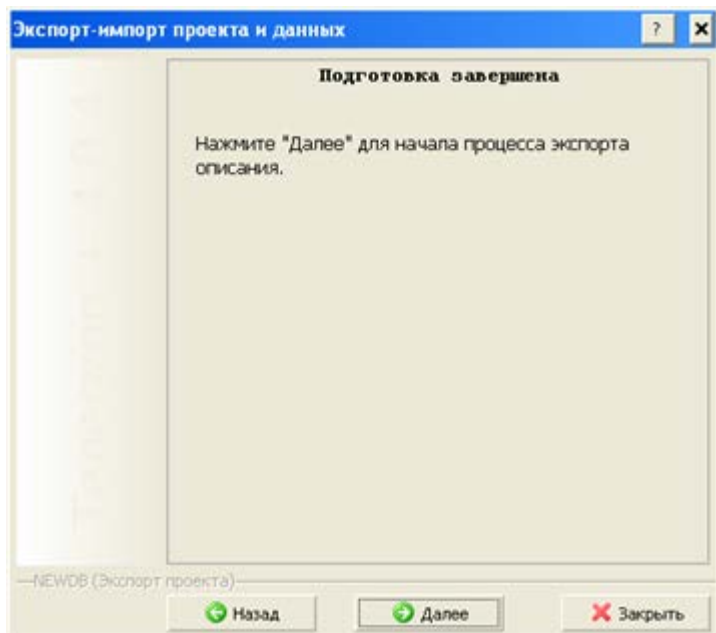 Экспорт-импорт проекта и данных
Подготовка завершена
Нажмите "Далее" для начала процесса экспорта
описания.
NEWDB (Экспорт проекта)
Назад
Далее
Закрыть